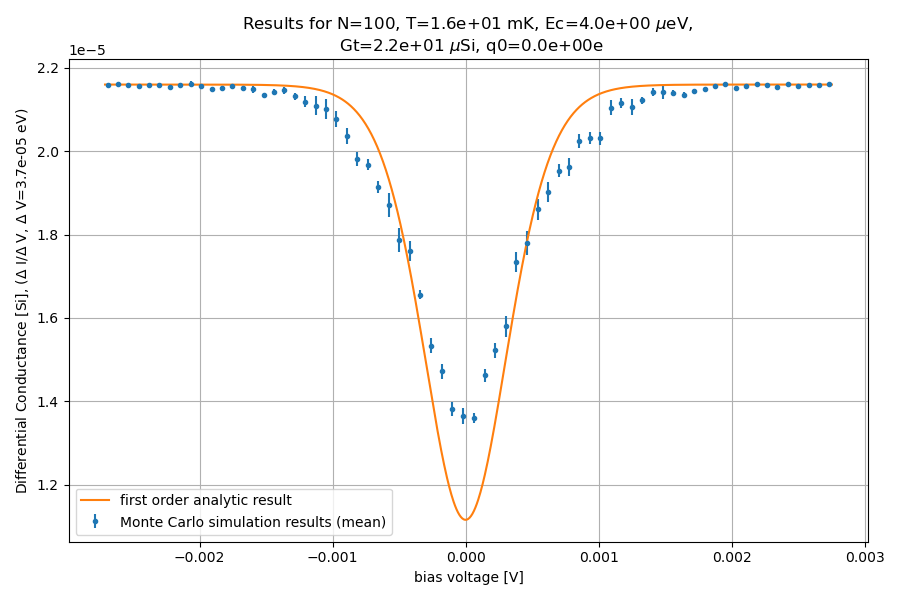 Results for N=100, T=1.6e+01 mK, Ec=4.0e+00 μeV,
Gt=2.2e+01 μSi, q0=0.0e+00e
1e−5
2.2
2.0
1.8
1.6
1.4
1.2
Differential Conductance [Si], (Δ I/Δ V, Δ V=3.7e-05 eV)
first order analytic result
Monte Carlo simulation results (mean)
−0.002
−0.001
0.000
0.001
0.002
0.003
bias voltage [V]